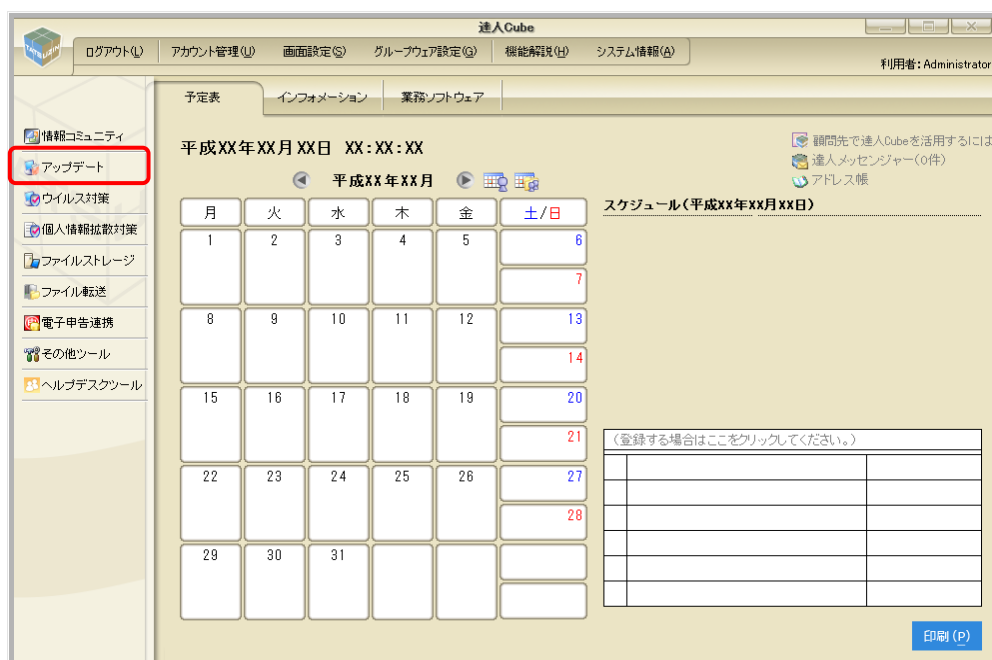 達人Cube
TATSUZIN
ログアウト(L) アカウント管理(U) 画面設定(S) グループウェア設定(G) 機能解説(H) システム情報(A)
利用者：Administrator
予定表 インフォメーション 業務ソフトウェア
情報コミュニティ
アップデート
ウイルス対策
個人情報拡散対策
ファイルストレージ
ファイル転送
電子申告連携
その他ツール
ヘルプデスクツール
平成XX年XX月XX日 XX:XX:XX
平成XX年XX月
月 火 水 木 金 土/日
1 2 3 4 5 6
7
8 9 10 11 12 13
14
15 16 17 18 19 20
21
22 23 24 25 26 27
28
29 30 31
顧問先で達人Cubeを活用するには
達人メッセンジャー(0件)
アドレス帳
スケジュール(平成XX年XX月XX日)
(登録する場合はここをクリックしてください。)
印刷(P)